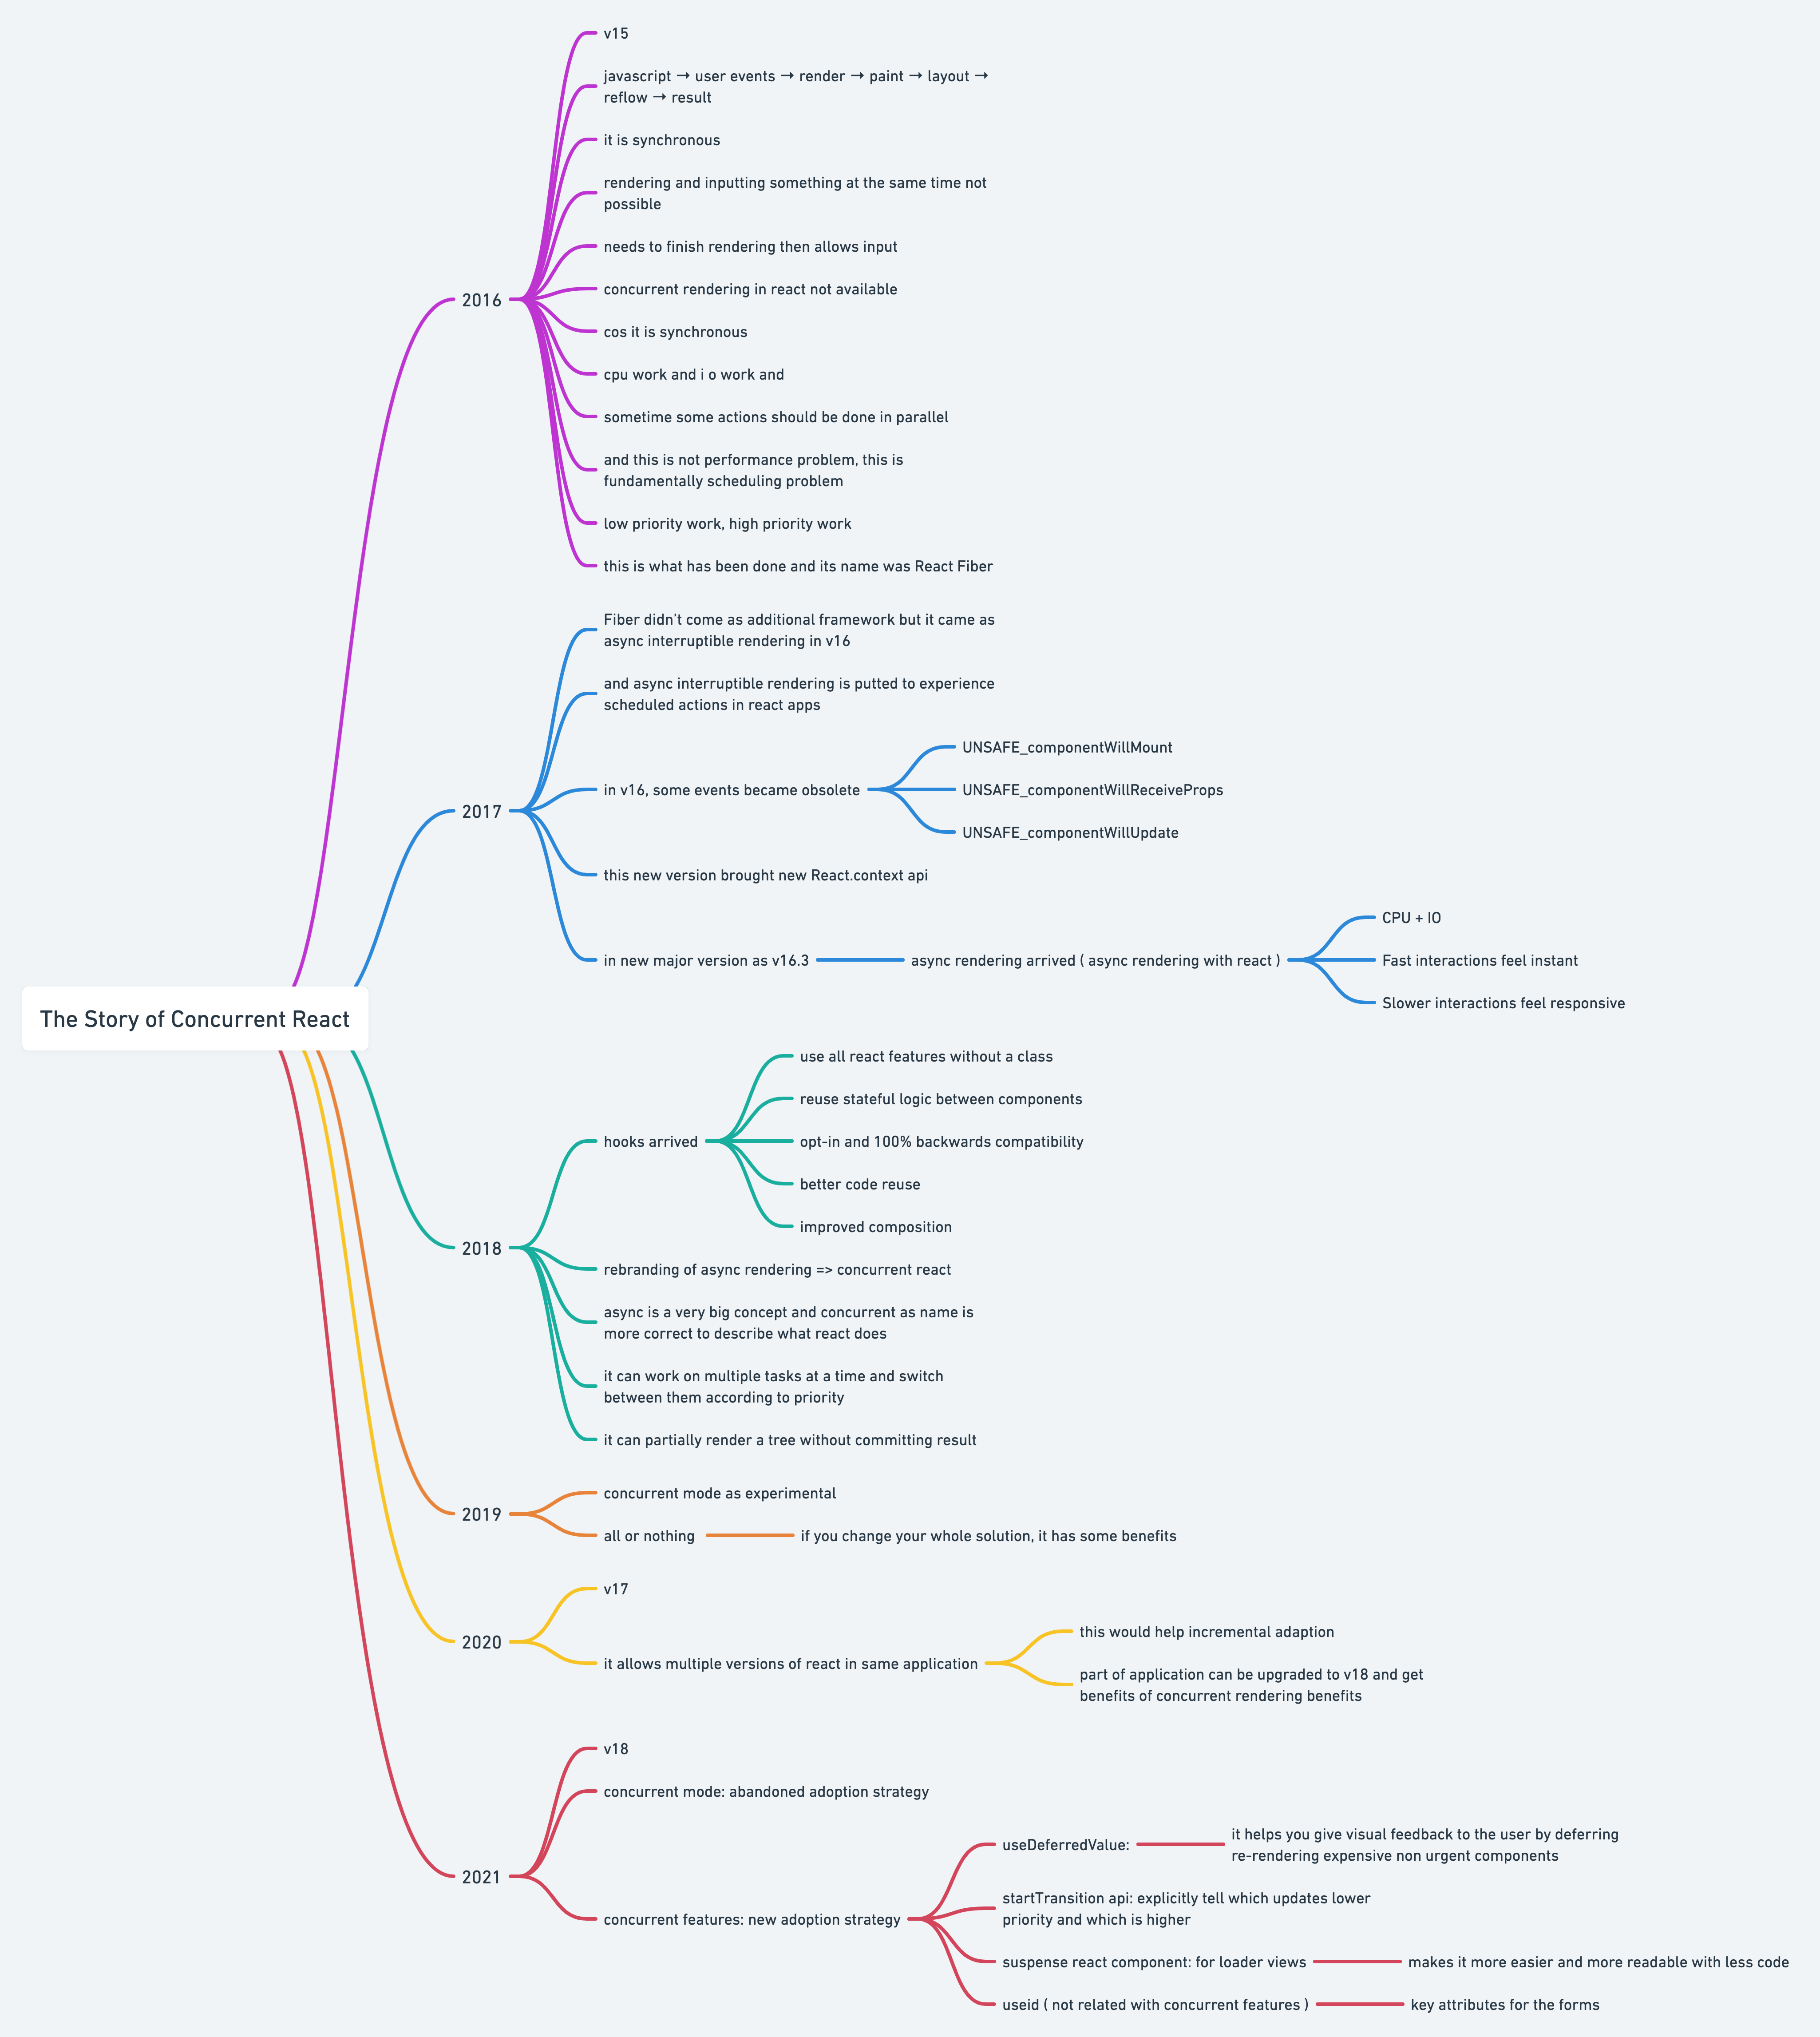 v15
javascript → user events → render → paint → layout →
reflow → result
it is synchronous
rendering and inputting something at the same time not
possible
needs to finish rendering then allows input
2016
concurrent rendering in react not available
cos it is synchronous
cpu work and i o work and
sometime some actions should be done in parallel
and this is not performance problem, this is
fundamentally scheduling problem
low priority work, high priority work
this is what has been done and its name was React Fiber
Fiber didn't come as additional framework but it came as
async interruptible rendering in v16
and async interruptible rendering is putted to experience
scheduled actions in react apps
2017
in v16, some events became obsolete
UNSAFE_componentWillMount
UNSAFE_componentWillReceiveProps
UNSAFE_componentWillUpdate
this new version brought new React.context api
in new major version as v16.3
async rendering arrived ( async rendering with react )
CPU + IO
Fast interactions feel instant
Slower interactions feel responsive
The Story of Concurrent React
2018
hooks arrived
use all react features without a class
reuse stateful logic between components
opt-in and 100% backwards compatibility
better code reuse
improved composition
rebranding of async rendering => concurrent react
async is a very big concept and concurrent as name is
more correct to describe what react does
it can work on multiple tasks at a time and switch
between them according to priority
it can partially render a tree without committing result
2019
concurrent mode as experimental
all or nothing
if you change your whole solution, it has some benefits
2020
v17
it allows multiple versions of react in same application
this would help incremental adaption
part of application can be upgraded to v18 and get
benefits of concurrent rendering benefits
2021
v18
concurrent mode: abandoned adoption strategy
concurrent features: new adoption strategy
useDeferredValue:
it helps you give visual feedback to the user by deferring
re-rendering expensive non urgent components
startTransition api: explicitly tell which updates lower
priority and which is higher
suspense react component: for loader views
makes it more easier and more readable with less code
useid ( not related with concurrent features )
key attributes for the forms